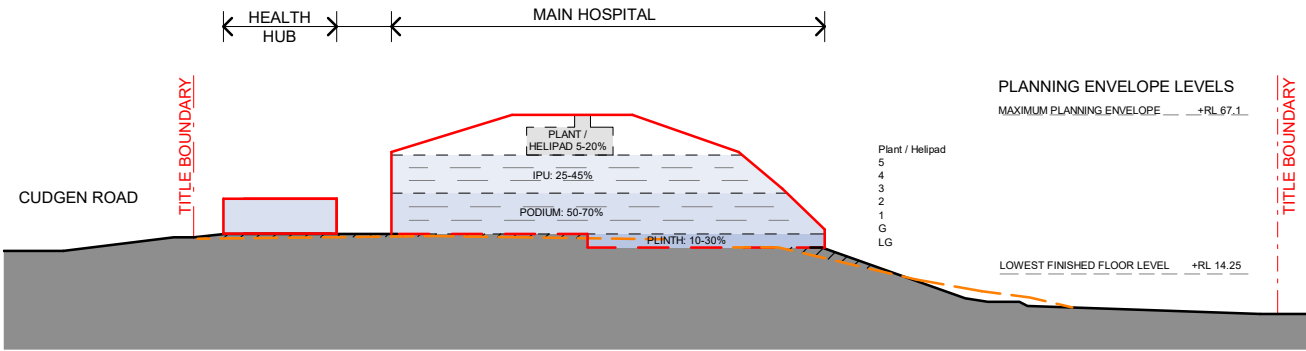 HEALTH
HUB
MAIN HOSPITAL
TITLE BOUNDARY
CUDGEN ROAD
PLANT /
HELIPAD 5-20%
IPU: 25-45%
PODIUM: 50-70%
PLINTH: 10-30%
Plant / Helipad
5
4
3
2
1
G
LG
PLANNING ENVELOPE LEVELS
MAXIMUM PLANNING ENVELOPE +RL 67.1
LOWEST FINISHED FLOOR LEVEL +RL 14.25
TITLE BOUNDARY